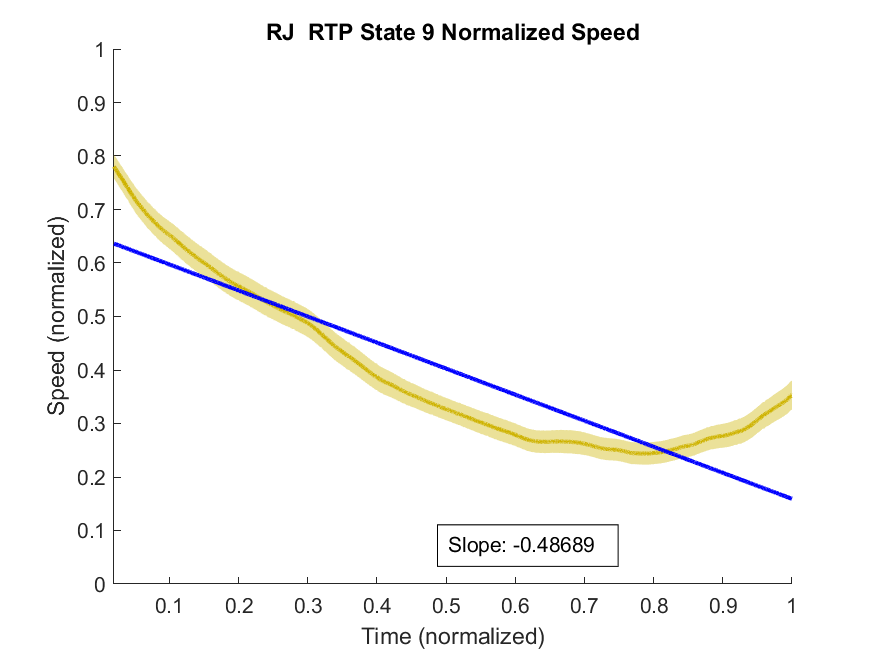 RJ  RTP State 9 Normalized Speed
1
0.9
0.8
0.7
0.6
0.5
0.4
0.3
0.2
0.1
0
Speed (normalized)
Slope: -0.48689
0.1 0.2 0.3 0.4 0.5 0.6 0.7 0.8 0.9 1
Time (normalized)